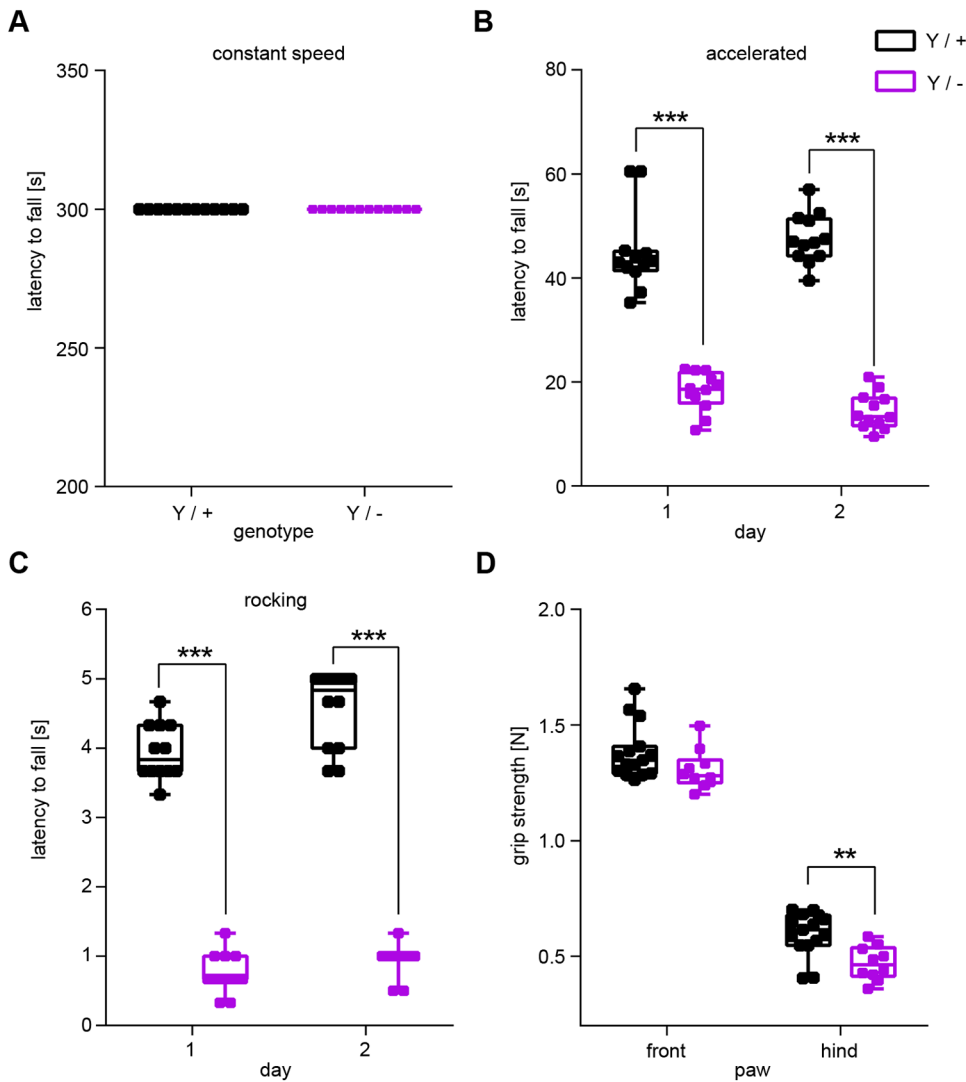 A
constant speed
350
300
250
200
latency to fall [s]
Y / +
Y / -
genotype
B
accelerated
Y / +
Y / -
80
60
40
20
0
latency to fall [s]
***
***
1
2
day
C
rocking
6
5
4
3
2
1
0
latency to fall [s]
***
***
1
2
day
D
2.0
1.5
1.0
0.5
grip strength [N]
**
front
hind
paw